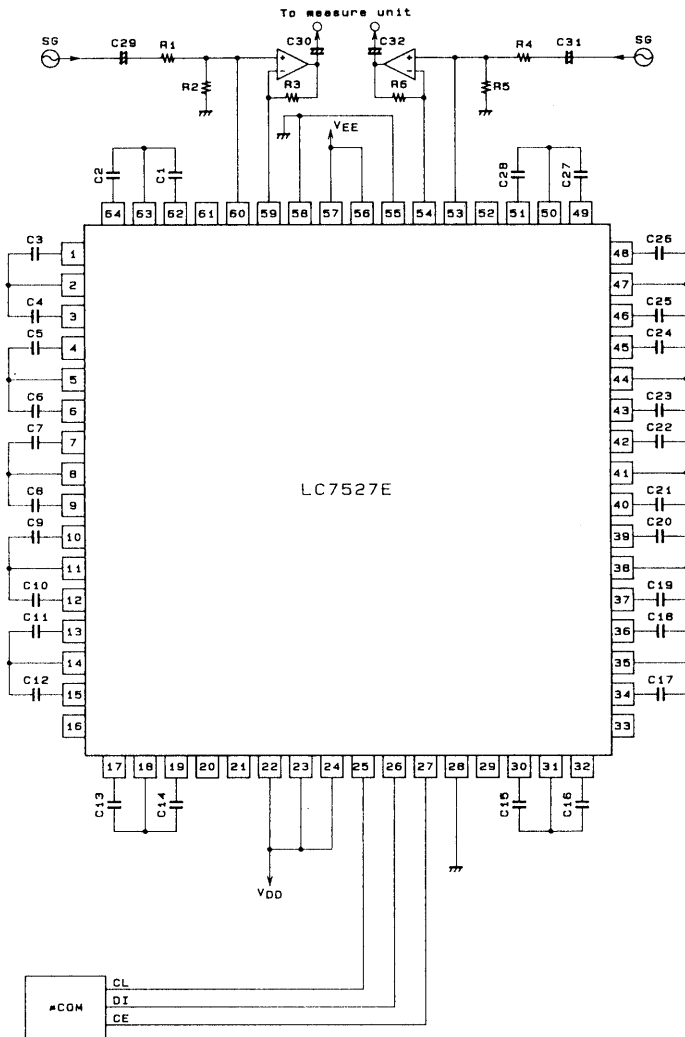 To measure unit
SG C29 R1 C30 C32 R4 C31 SG
R2 R3 R6 R5
VEE
C2 C1 C28 C27
64 63 62 61 60 59 58 57 56 55 54 53 52 51 50 49
C3 1 48 C26
2 47
C4 3 46 C25
C5 4 45 C24
5 44
C6 6 43 C23
C7 7 42 C22
8 41
C8 9 40 C21
C9 10 39 C20
11 38
C10 12 37 C19
C11 13 36 C18
14 35
C12 15 34 C17
16 33
LC7527E
17 18 19 20 21 22 23 24 25 26 27 28 29 30 31 32
C13 C14 C15 C16
VDD
μCOM
CL
DI
CE